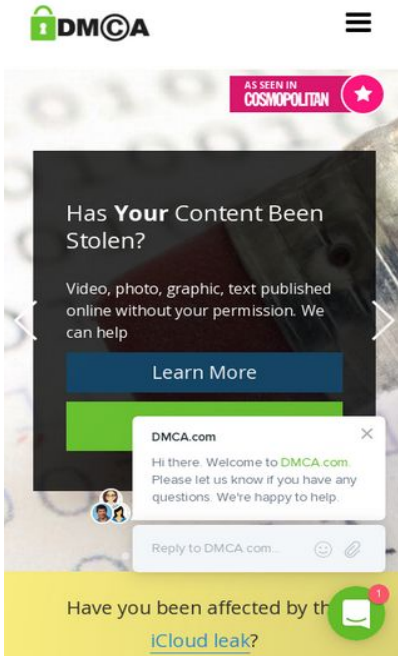 DMCA
AS SEEN IN
COSMOPOLITAN
Has Your Content Been
Stolen?
Video, photo, graphic, text published
online without your permission. We
can help
Learn More
DMCA.com
Hi there. Welcome to DMCA.com.
Please let us know if you have any
questions. We're happy to help.
Reply to DMCA.com...
1
Have you been affected by th
iCloud leak?